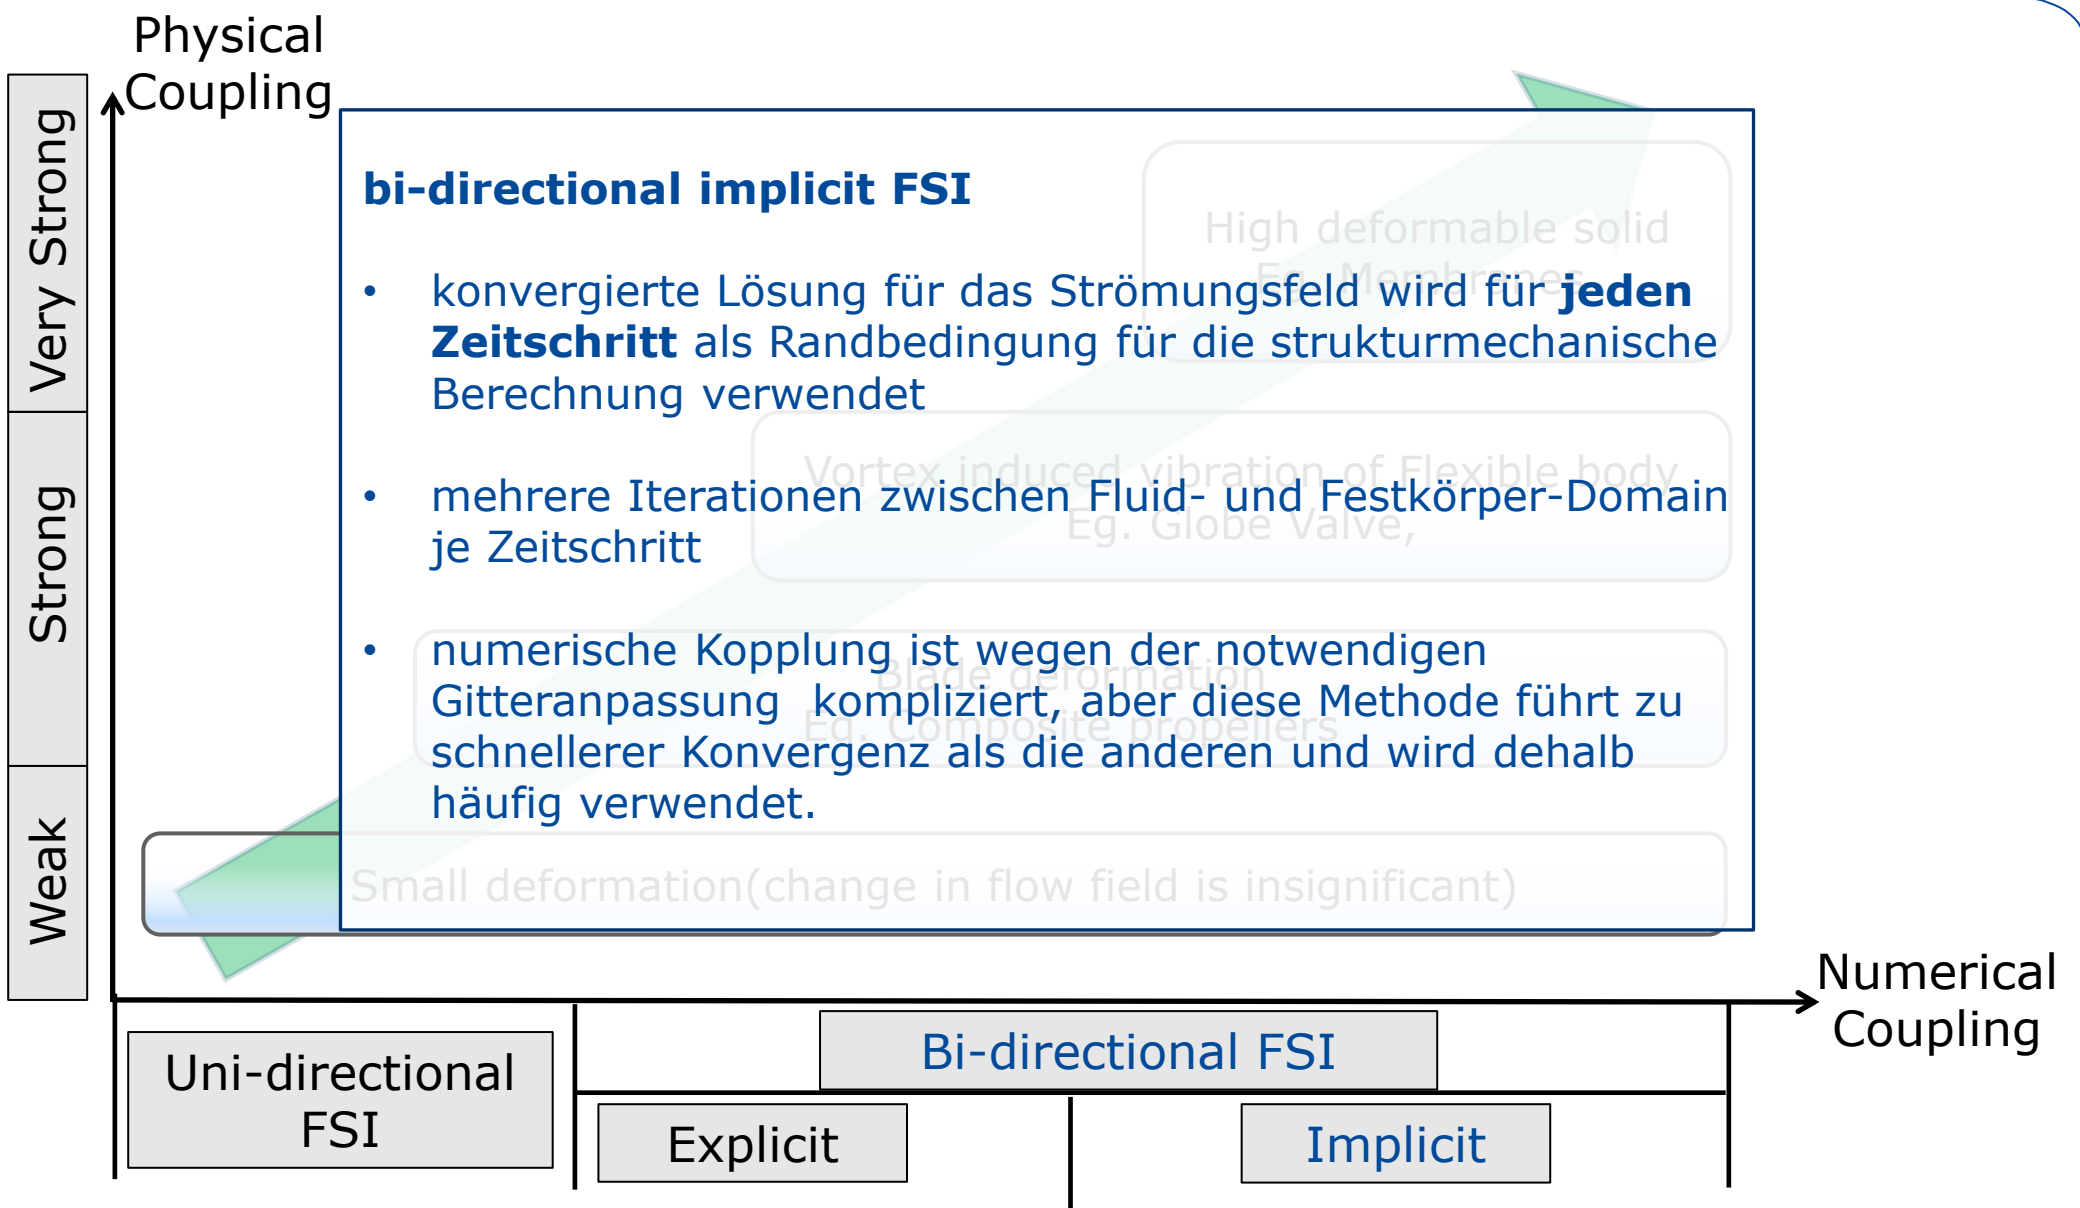 Physical
Coupling
Very Strong
Strong
Weak
bi-directional implicit FSI
• konvergierte Lösung für das Strömungsfeld wird für jeden
Zeitschritt als Randbedingung für die strukturmechanische
Berechnung verwendet
• mehrere Iterationen zwischen Fluid- und Festkörper-Domain
je Zeitschritt
• numerische Kopplung ist wegen der notwendigen
Gitteranpassung kompliziert, aber diese Methode führt zu
schnellerer Konvergenz als die anderen und wird dehalb
häufig verwendet.
High deformable solid
Eg. Membranes
Vortex induced vibration of Flexible body
Eg. Globe Valve,
Blade deformation
Eg. Composite propellers
Small deformation(change in flow field is insignificant)
Numerical
Coupling
Uni-directional
FSI
Bi-directional FSI
Explicit
Implicit